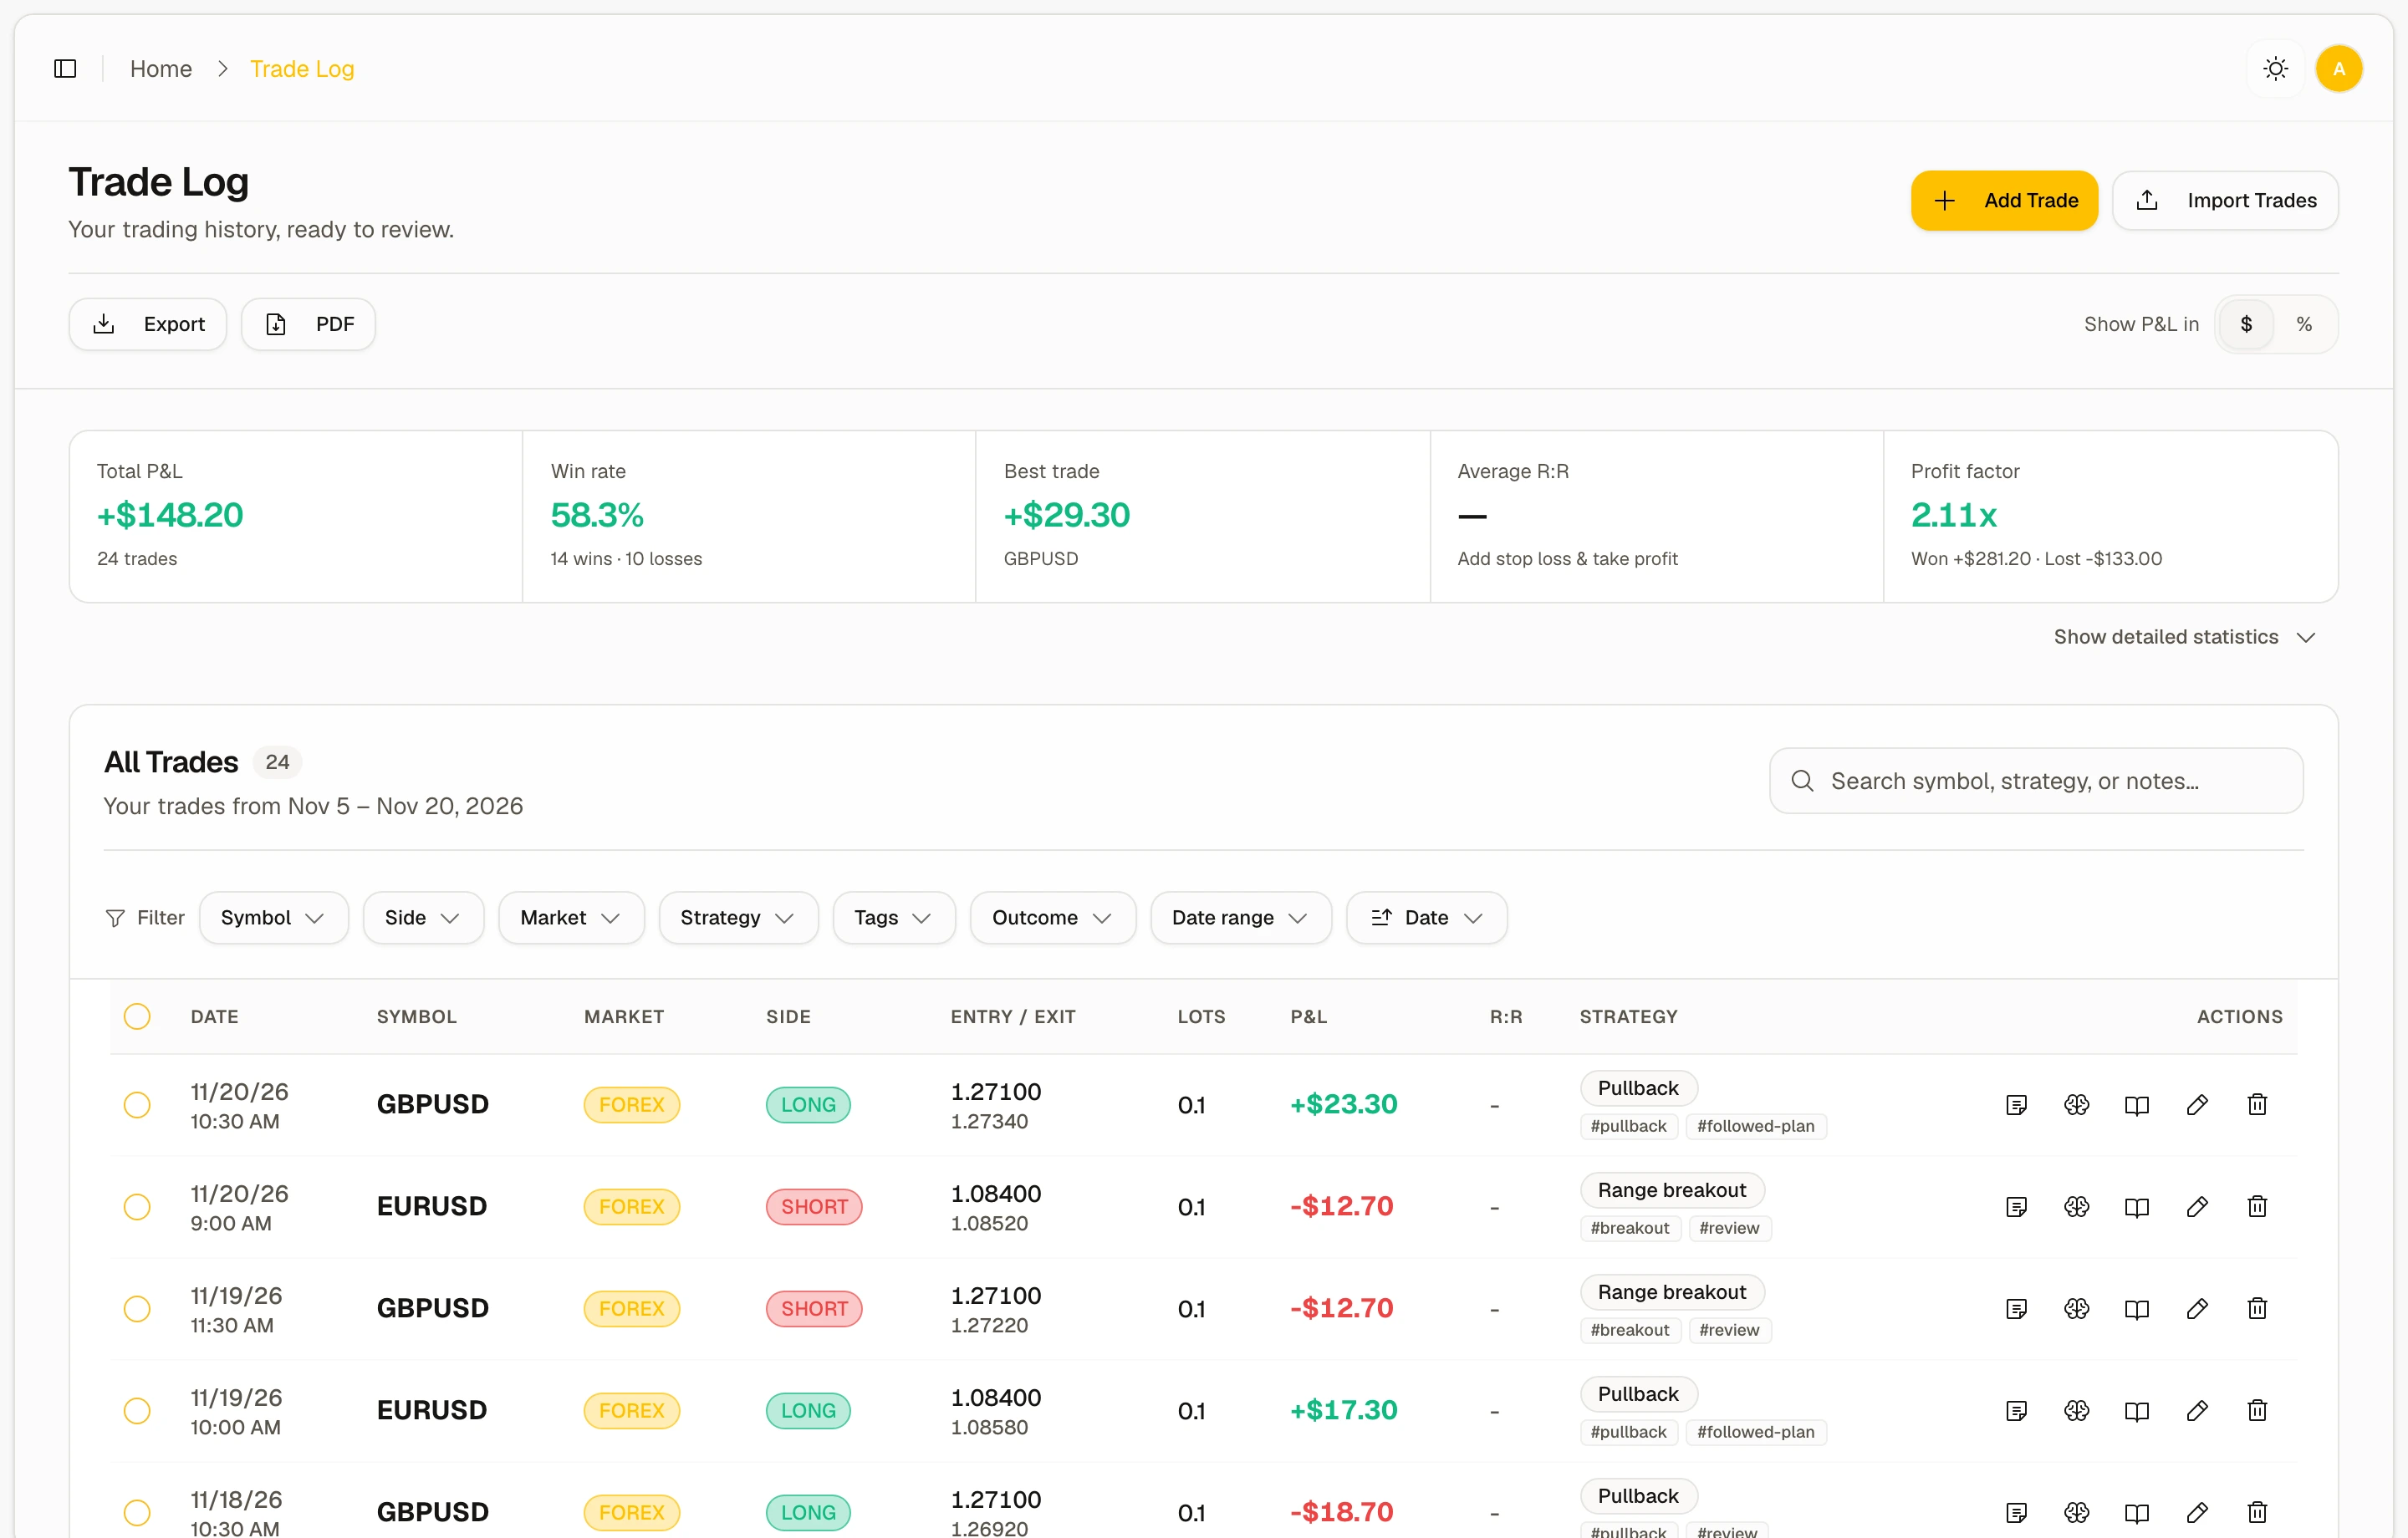 Home > Trade Log
A
Trade Log
Your trading history, ready to review.
Add Trade
Import Trades
Export
PDF
Show P&L in
$
%
Total P&L
+$148.20
24 trades
Win rate
58.3%
14 wins · 10 losses
Best trade
+$29.30
GBPUSD
Average R:R
—
Add stop loss & take profit
Profit factor
2.11x
Won +$281.20 · Lost -$133.00
Show detailed statistics
All Trades 24
Your trades from Nov 5 – Nov 20, 2026
Search symbol, strategy, or notes...
Filter Symbol Side Market Strategy Tags Outcome Date range Date
DATE SYMBOL MARKET SIDE ENTRY / EXIT LOTS P&L R:R STRATEGY ACTIONS
11/20/26
10:30 AM
GBPUSD FOREX LONG
1.27100
1.27340
0.1 +$23.30 -
Pullback
#pullback #followed-plan
11/20/26
9:00 AM
EURUSD FOREX SHORT
1.08400
1.08520
0.1 -$12.70 -
Range breakout
#breakout #review
11/19/26
11:30 AM
GBPUSD FOREX SHORT
1.27100
1.27220
0.1 -$12.70 -
Range breakout
#breakout #review
11/19/26
10:00 AM
EURUSD FOREX LONG
1.08400
1.08580
0.1 +$17.30 -
Pullback
#pullback #followed-plan
11/18/26
10:30 AM
GBPUSD FOREX LONG
1.27100
1.26920
0.1 -$18.70 -
Pullback
#pullback #review